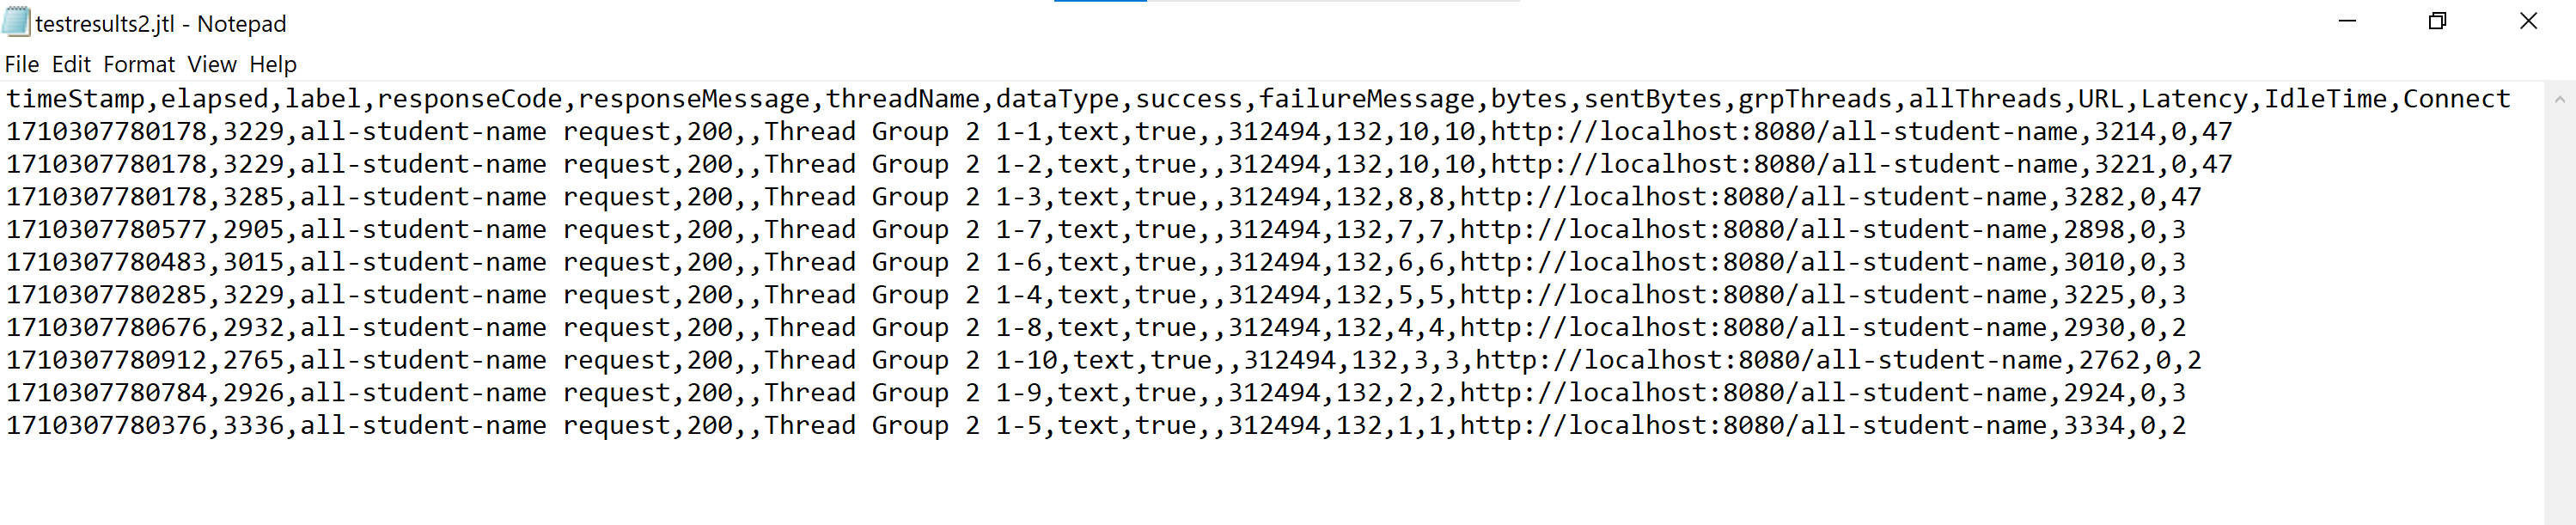 testresults2.jtl - Notepad
File Edit Format View Help
timeStamp,elapsed,label,responseCode,responseMessage,threadName,dataType,success,failureMessage,bytes,sentBytes,grpThreads,allThreads,URL,Latency,IdleTime,Connect
1710307780178,3229,all-student-name request,200,,Thread Group 2 1-1,text,true,,312494,132,10,10,http://localhost:8080/all-student-name,3214,0,47
1710307780178,3229,all-student-name request,200,,Thread Group 2 1-2,text,true,,312494,132,10,10,http://localhost:8080/all-student-name,3221,0,47
1710307780178,3285,all-student-name request,200,,Thread Group 2 1-3,text,true,,312494,132,8,8,http://localhost:8080/all-student-name,3282,0,47
1710307780577,2905,all-student-name request,200,,Thread Group 2 1-7,text,true,,312494,132,7,7,http://localhost:8080/all-student-name,2898,0,3
1710307780483,3015,all-student-name request,200,,Thread Group 2 1-6,text,true,,312494,132,6,6,http://localhost:8080/all-student-name,3010,0,3
1710307780285,3229,all-student-name request,200,,Thread Group 2 1-4,text,true,,312494,132,5,5,http://localhost:8080/all-student-name,3225,0,3
1710307780676,2932,all-student-name request,200,,Thread Group 2 1-8,text,true,,312494,132,4,4,http://localhost:8080/all-student-name,2930,0,2
1710307780912,2765,all-student-name request,200,,Thread Group 2 1-10,text,true,,312494,132,3,3,http://localhost:8080/all-student-name,2762,0,2
1710307780784,2926,all-student-name request,200,,Thread Group 2 1-9,text,true,,312494,132,2,2,http://localhost:8080/all-student-name,2924,0,3
1710307780376,3336,all-student-name request,200,,Thread Group 2 1-5,text,true,,312494,132,1,1,http://localhost:8080/all-student-name,3334,0,2